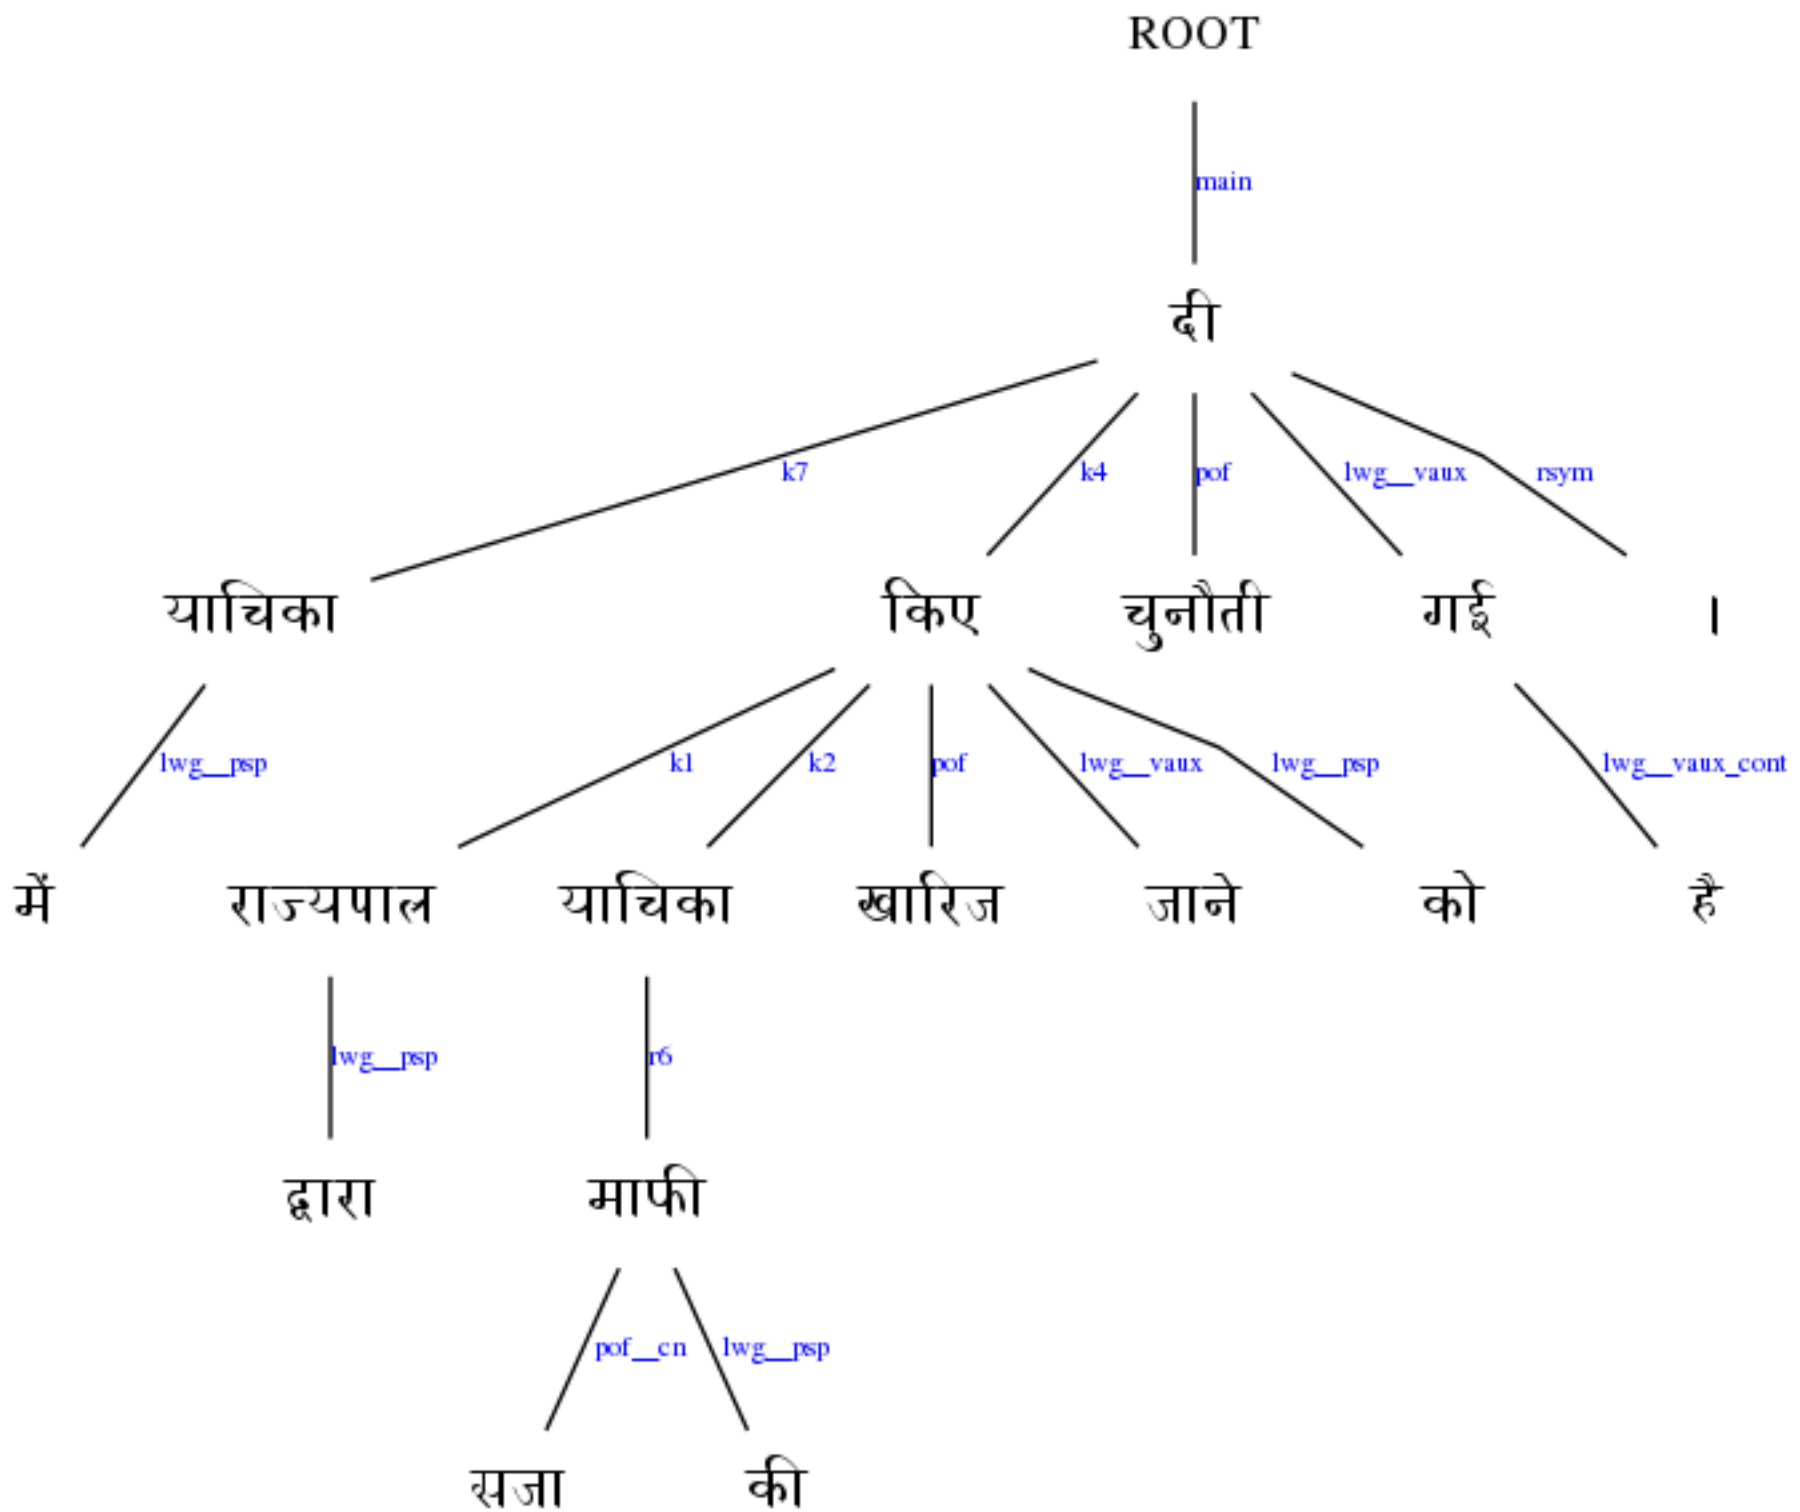 ROOT
main
दी
k7 k4 pof lwg__vaux rsym
याचिका किए चुनौती गई ।
lwg__psp k1 k2 pof lwg__vaux lwg__psp lwg__vaux_cont
में राज्यपाल याचिका खारिज जाने को है
lwg__psp r6
द्वारा माफी
pof__cn lwg__psp
सजा की